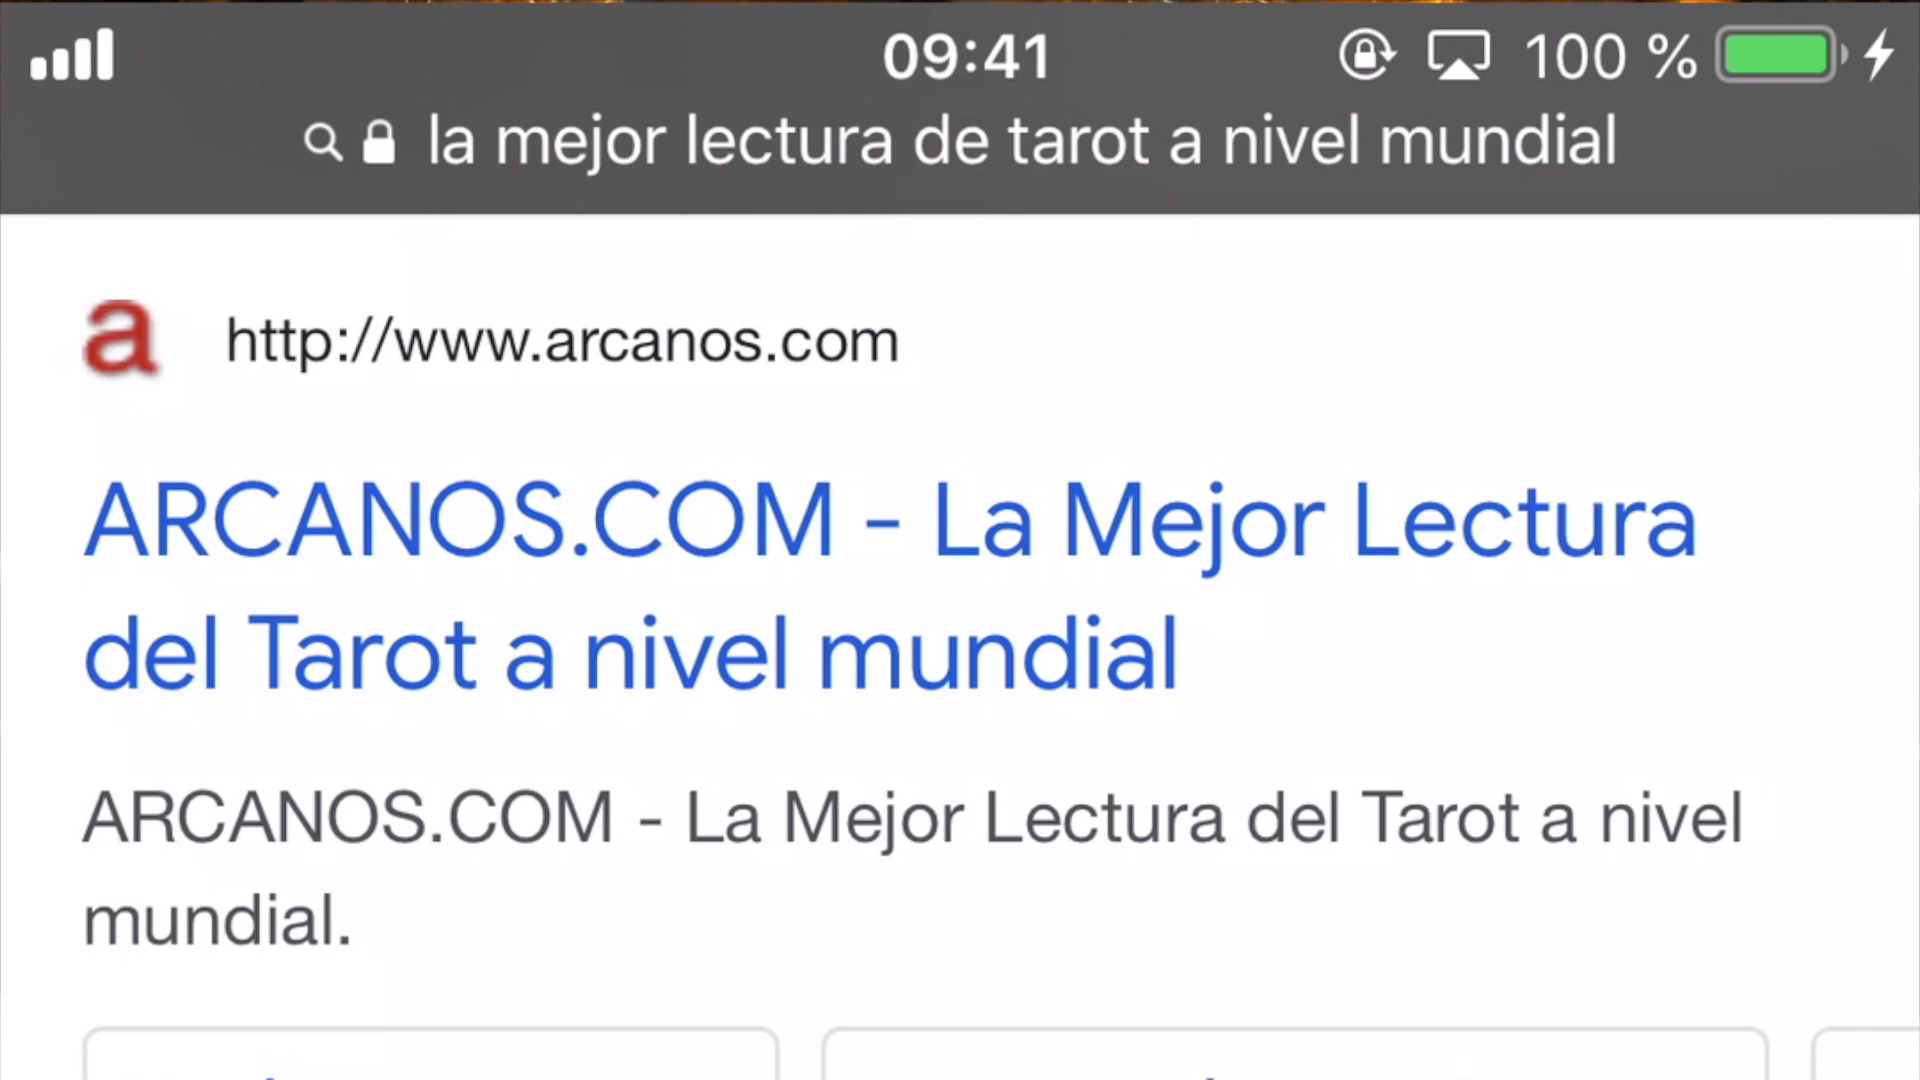 09:41
100 %
la mejor lectura de tarot a nivel mundial
a
http://www.arcanos.com
ARCANOS.COM - La Mejor Lectura
del Tarot a nivel mundial
ARCANOS.COM - La Mejor Lectura del Tarot a nivel
mundial.